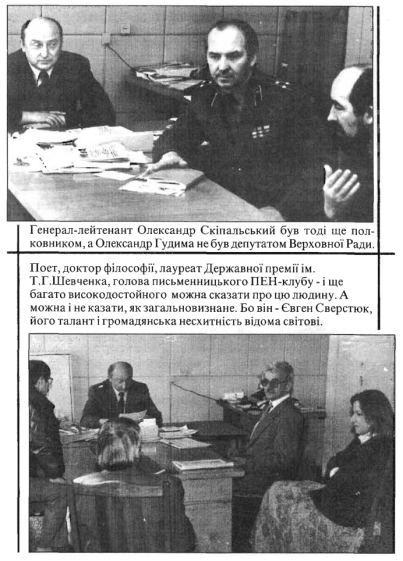 Генерал-лейтенант Олександр Скіпальський був тоді ще пол-
ковником, а Олександр Гудима не був депутатом Верховної Ради.
Поет, доктор філософії, лауреат Державної премії ім.
Т.Г.Шевченка, голова письменницького ПЕН-клубу - і ще
багато високодостойного можна сказати про цю людину. А
можна і не казати, як загальновизнане. Бо він - Євген Сверстюк,
його талант і громадянська несхитність відома світові.